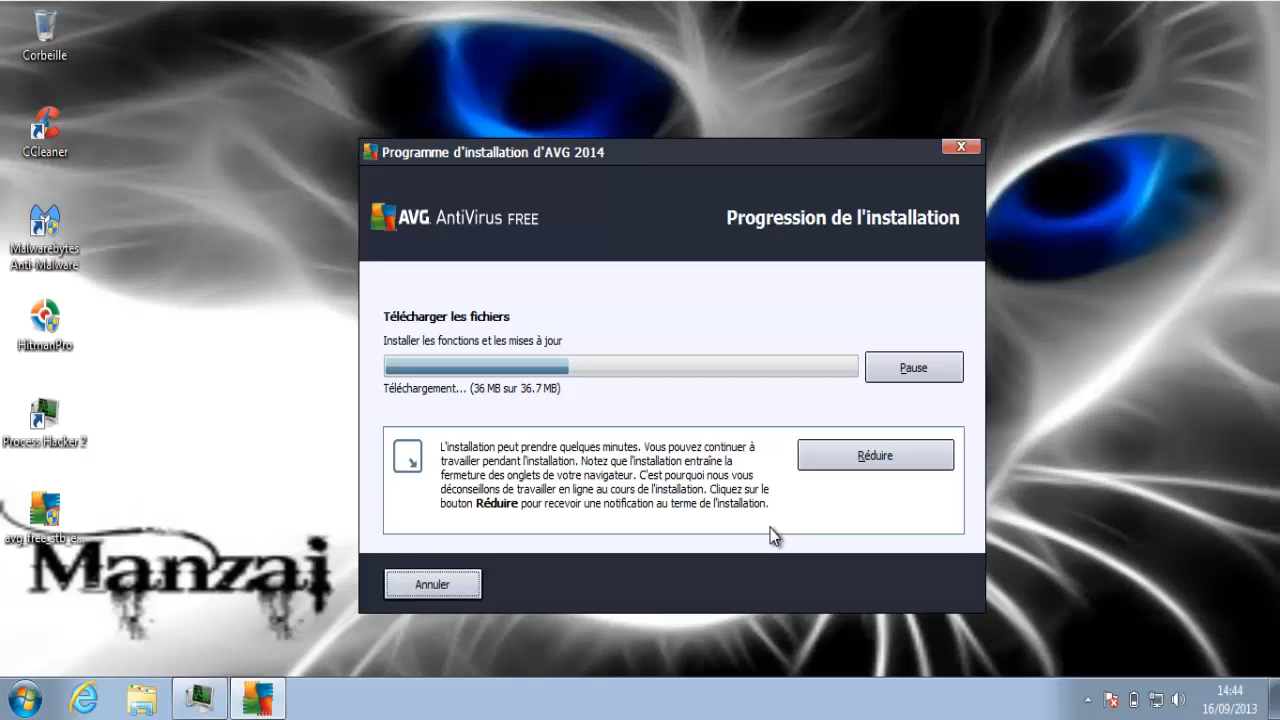 Corbeille
CCleaner
Malwarebytes
Anti-Malware
HitmanPro
Process Hacker 2
avg_free_stb_e...
Manzai
Programme d'installation d'AVG 2014
X
AVG. AntiVirus FREE
Progression de l'installation
Télécharger les fichiers
Installer les fonctions et les mises à jour
Pause
Téléchargement... (36 MB sur 36.7 MB)
L'installation peut prendre quelques minutes. Vous pouvez continuer à
travailler pendant l'installation. Notez que l'installation entraîne la
fermeture des onglets de votre navigateur. C'est pourquoi nous vous
déconseillons de travailler en ligne au cours de l'installation. Cliquez sur le
bouton Réduire pour recevoir une notification au terme de l'installation.
Réduire
Annuler
14:44
16/09/2013